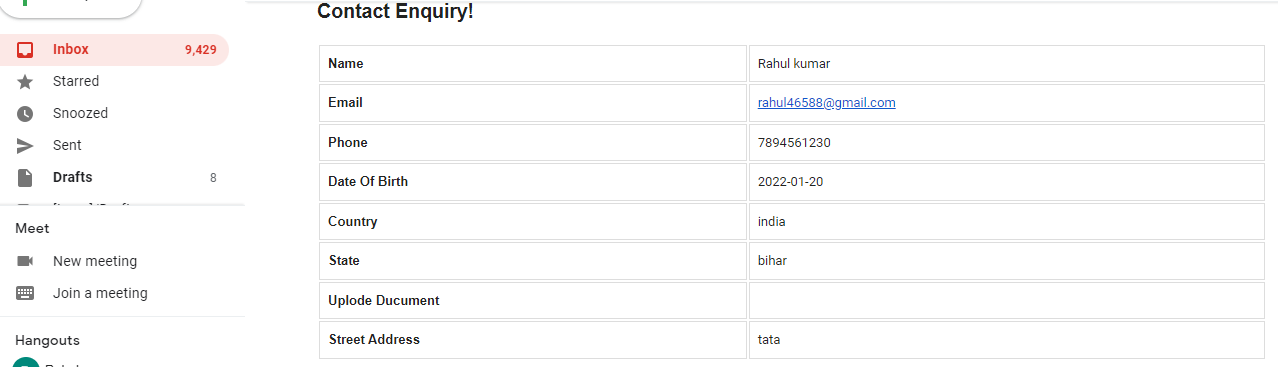 Contact Enquiry!
Inbox 9,429
Starred
Snoozed
Sent
Drafts 8
Meet
New meeting
Join a meeting
Hangouts
Name Rahul kumar
Email rahul46588@gmail.com
Phone 7894561230
Date Of Birth 2022-01-20
Country india
State bihar
Uplode Ducument
Street Address tata